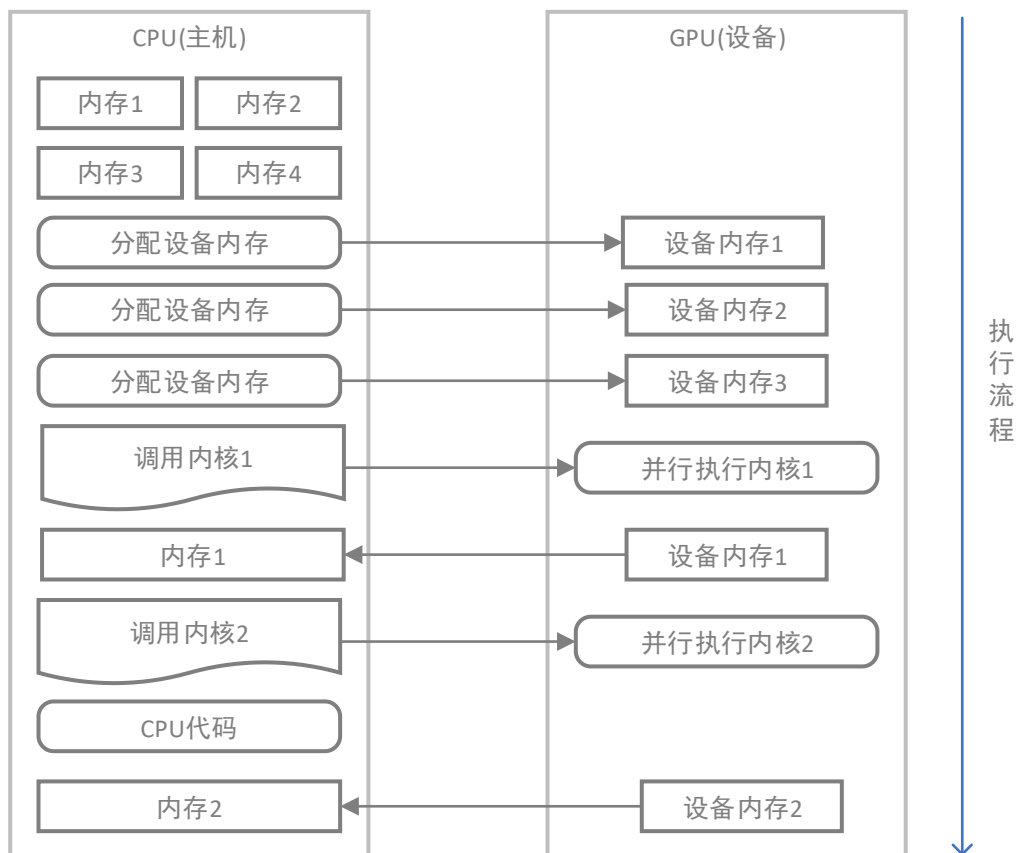 CPU(主机)
GPU(设备)
内存1
内存2
内存3
内存4
分配设备内存
设备内存1
分配设备内存
设备内存2
分配设备内存
设备内存3
调用内核1
并行执行内核1
内存1
设备内存1
调用内核2
并行执行内核2
CPU代码
内存2
设备内存2
执行流程